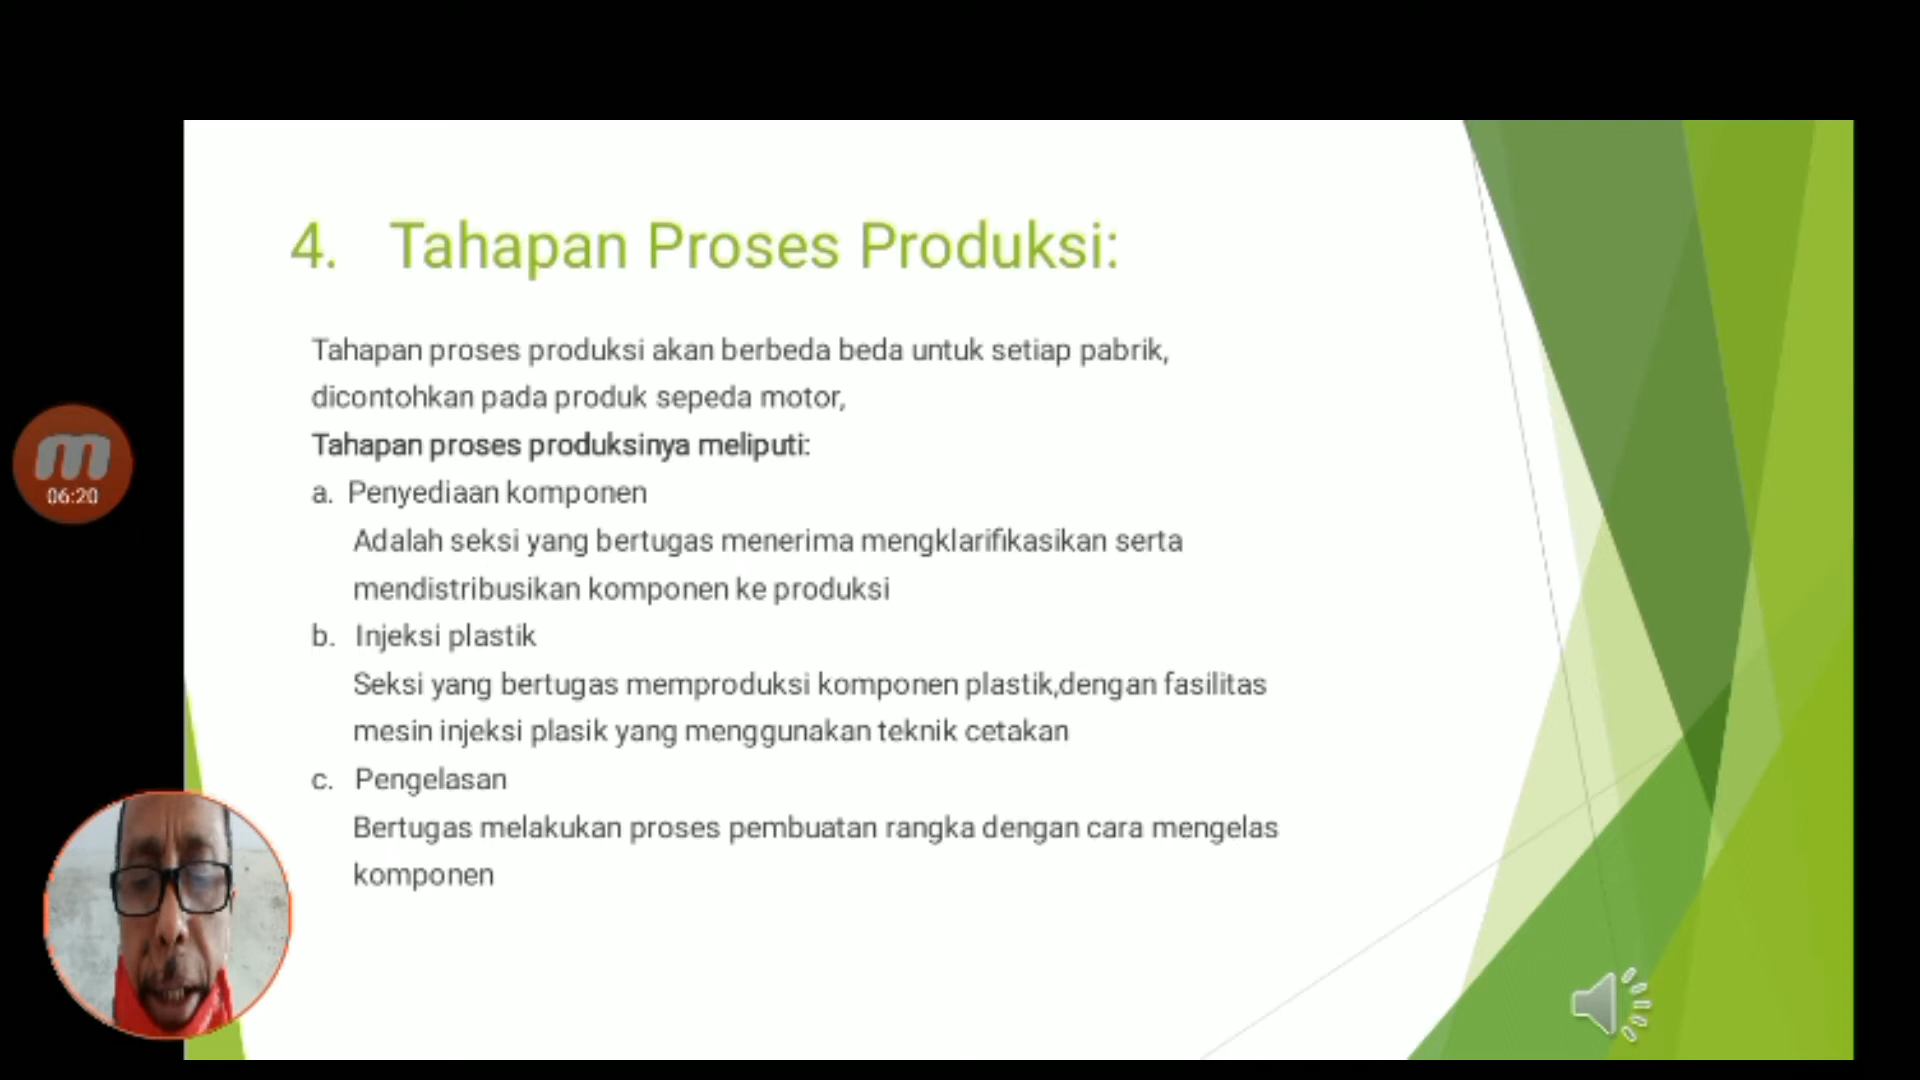 4. Tahapan Proses Produksi:
Tahapan proses produksi akan berbeda beda untuk setiap pabrik,
dicontohkan pada produk sepeda motor,
Tahapan proses produksinya meliputi:
a. Penyediaan komponen
Adalah seksi yang bertugas menerima mengklarifikasikan serta
mendistribusikan komponen ke produksi
b. Injeksi plastik
Seksi yang bertugas memproduksi komponen plastik,dengan fasilitas
mesin injeksi plasik yang menggunakan teknik cetakan
c. Pengelasan
Bertugas melakukan proses pembuatan rangka dengan cara mengelas
komponen
m
06:20